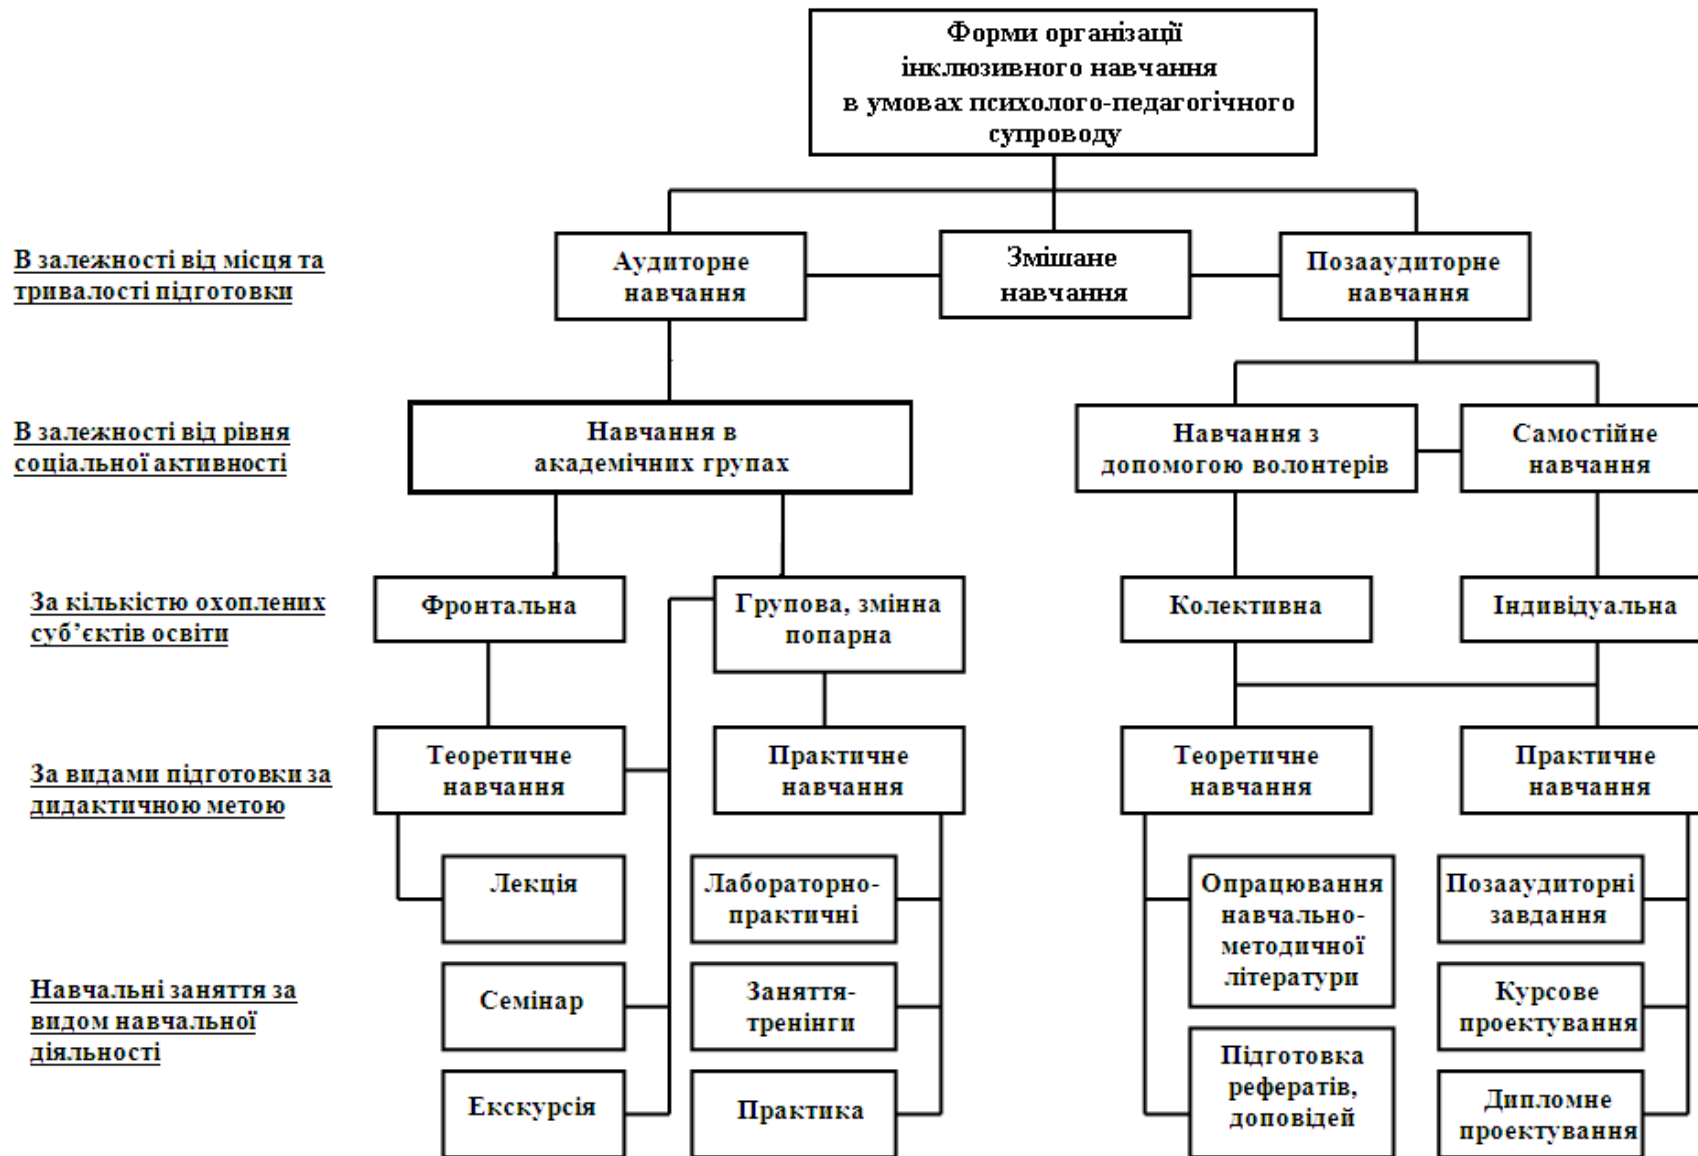 Форми організації
інклюзивного навчання
в умовах психолого-педагогічного
супроводу
В залежності від місця та
тривалості підготовки
Аудиторне
навчання
Змішане
навчання
Позааудиторне
навчання
В залежності від рівня
соціальної активності
Навчання в
академічних групах
Навчання з
допомогою волонтерів
Самостійне
навчання
За кількістю охоплених
суб’єктів освіти
Фронтальна
Групова, змінна
попарна
Колективна
Індивідуальна
За видами підготовки за
дидактичною метою
Теоретичне
навчання
Практичне
навчання
Теоретичне
навчання
Практичне
навчання
Навчальні заняття за
видом навчальної
діяльності
Лекція
Семінар
Екскурсія
Лабораторно-
практичні
Заняття-
тренінги
Практика
Опрацювання
навчально-
методичної
літератури
Підготовка
рефератів,
доповідей
Позааудиторні
завдання
Курсове
проектування
Дипломне
проектування